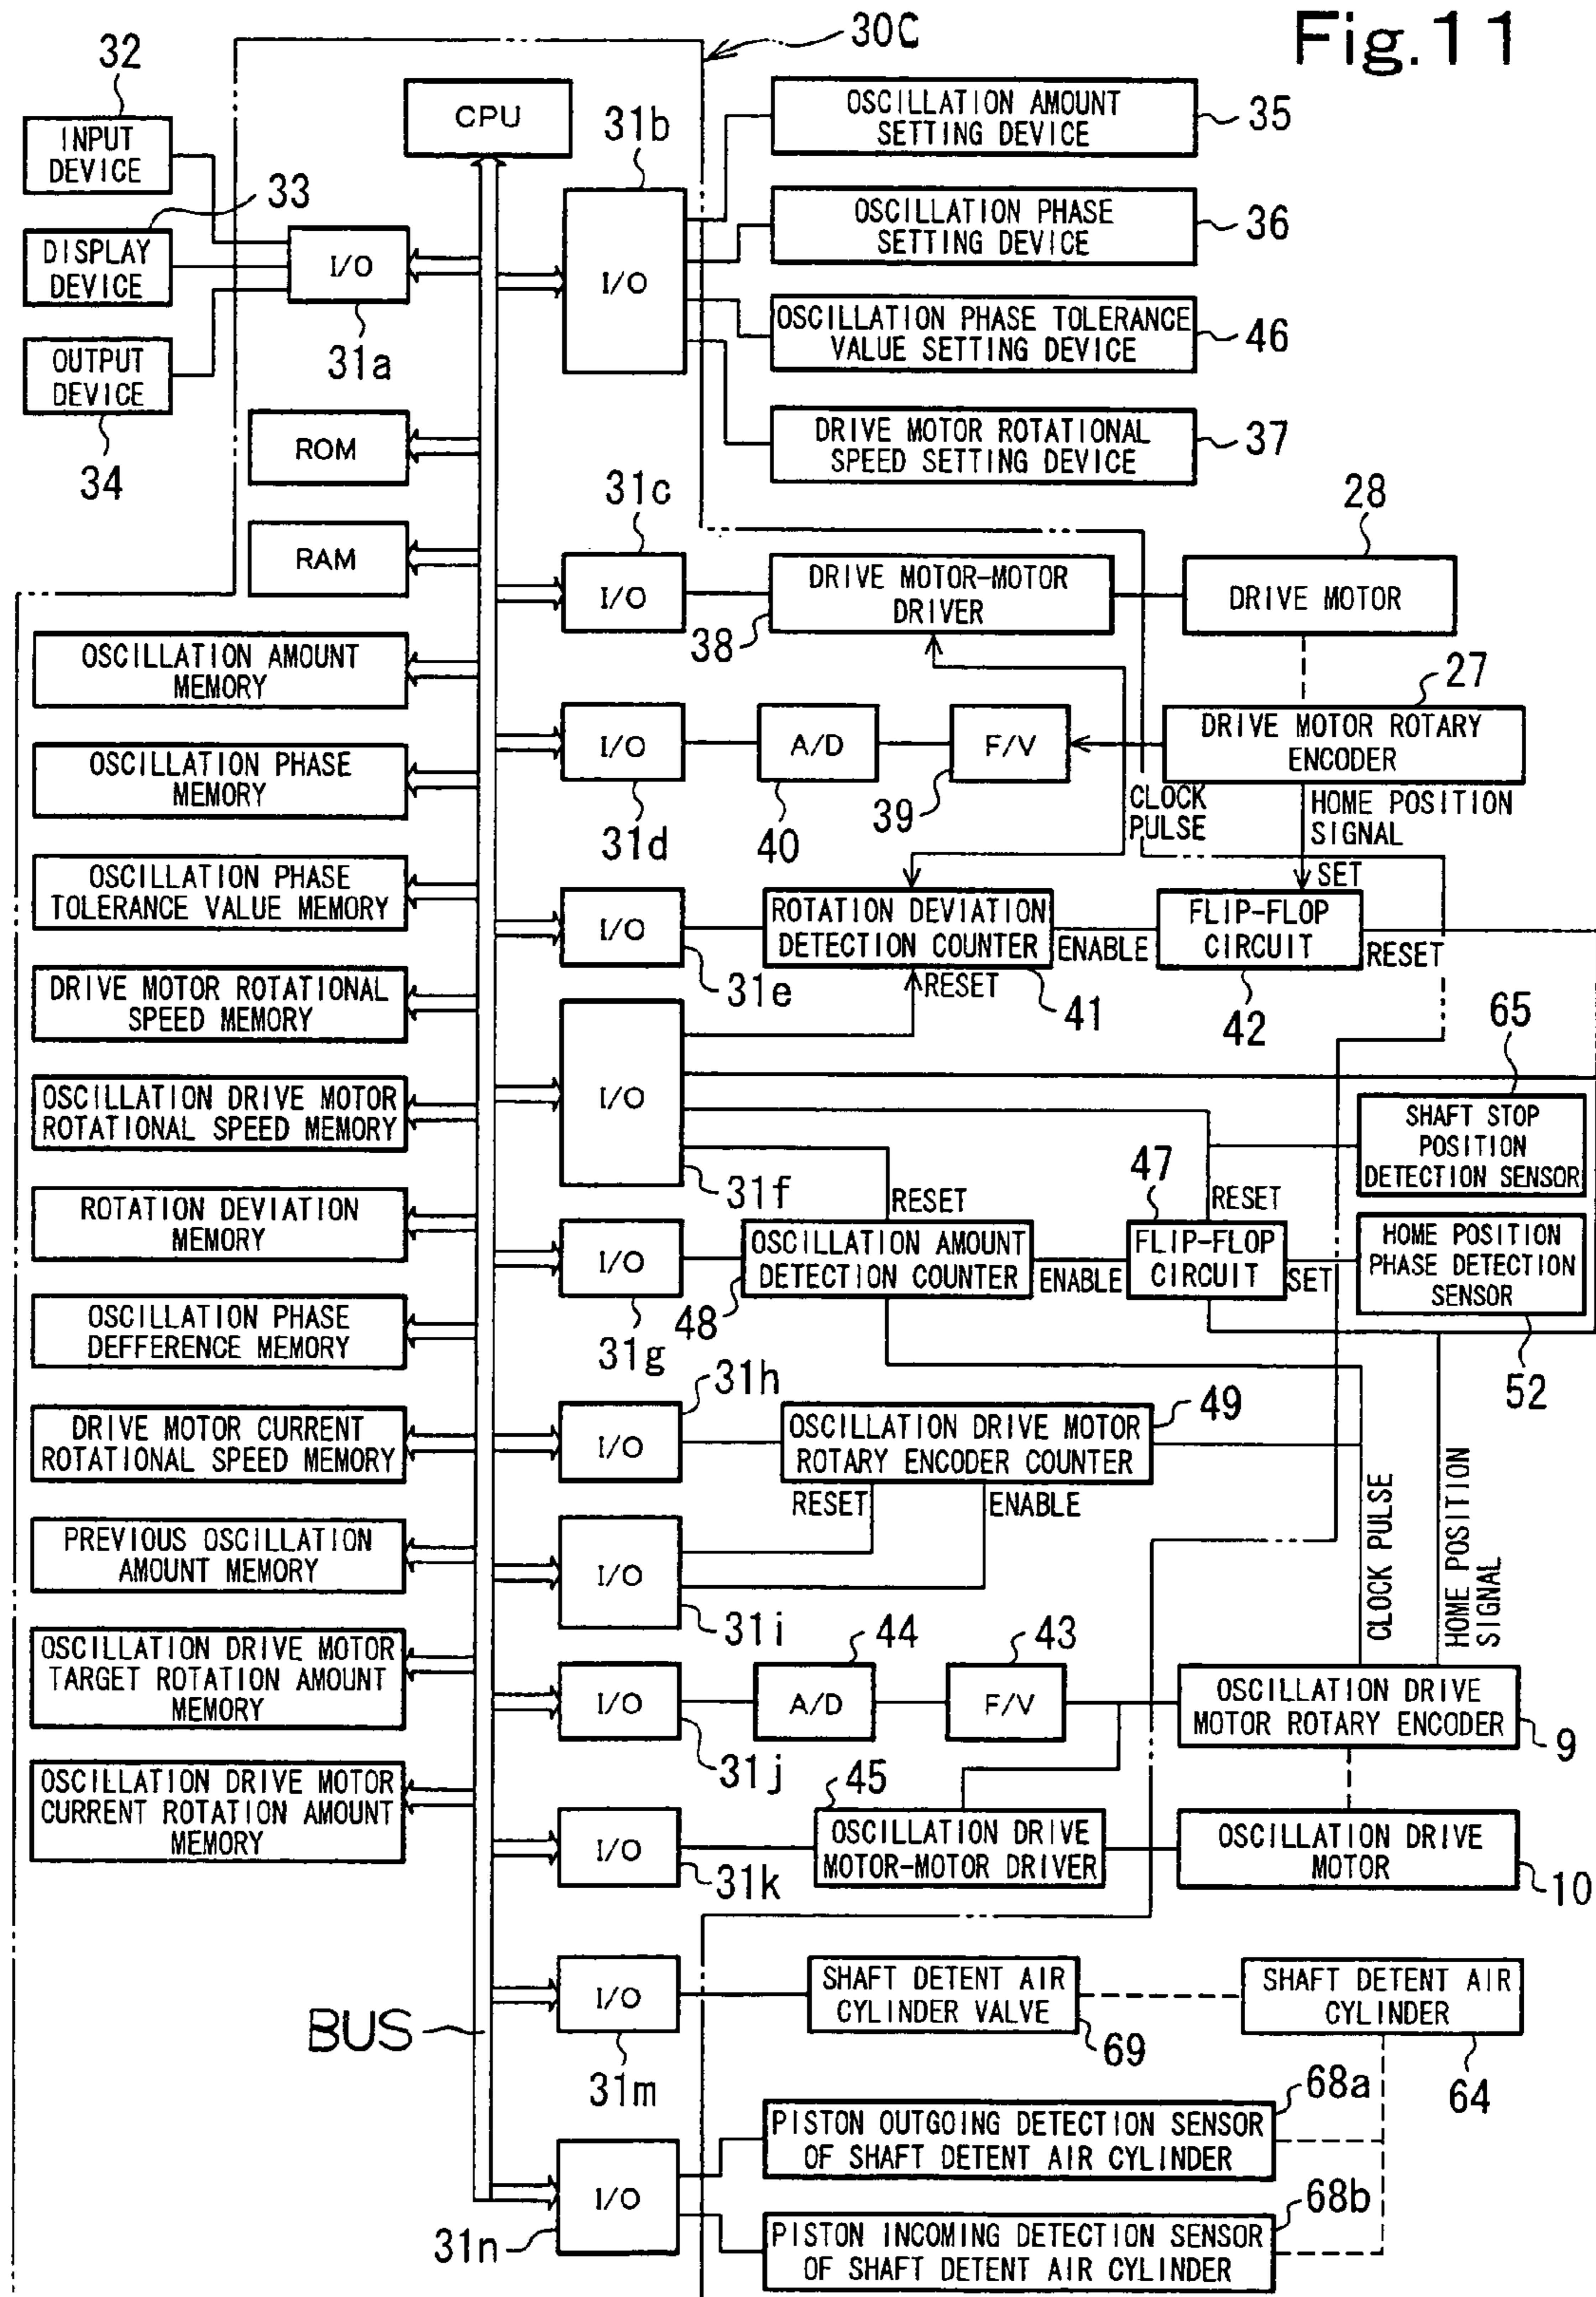 Fig.11
30C
32
INPUT
DEVICE
33
DISPLAY
DEVICE
OUTPUT
DEVICE
34
CPU
I/O
31a
31b
I/O
OSCILLATION AMOUNT
SETTING DEVICE
35
OSCILLATION PHASE
SETTING DEVICE
36
OSCILLATION PHASE TOLERANCE
VALUE SETTING DEVICE
46
DRIVE MOTOR ROTATIONAL
SPEED SETTING DEVICE
37
ROM
RAM
OSCILLATION AMOUNT
MEMORY
OSCILLATION PHASE
MEMORY
OSCILLATION PHASE
TOLERANCE VALUE MEMORY
DRIVE MOTOR ROTATIONAL
SPEED MEMORY
OSCILLATION DRIVE MOTOR
ROTATIONAL SPEED MEMORY
ROTATION DEVIATION
MEMORY
OSCILLATION PHASE
DEFFERENCE MEMORY
DRIVE MOTOR CURRENT
ROTATIONAL SPEED MEMORY
PREVIOUS OSCILLATION
AMOUNT MEMORY
OSCILLATION DRIVE MOTOR
TARGET ROTATION AMOUNT
MEMORY
OSCILLATION DRIVE MOTOR
CURRENT ROTATION AMOUNT
MEMORY
BUS
31c
I/O
DRIVE MOTOR-MOTOR
DRIVER
38
28
DRIVE MOTOR
I/O
31d
A/D
40
F/V
39
27
DRIVE MOTOR ROTARY
ENCODER
CLOCK
PULSE
HOME POSITION
SIGNAL
SET
I/O
31e
ROTATION DEVIATION
DETECTION COUNTER
41
ENABLE
FLIP-FLOP
CIRCUIT
42
RESET
RESET
I/O
31f
65
SHAFT STOP
POSITION
DETECTION SENSOR
RESET
47
RESET
I/O
31g
OSCILLATION AMOUNT
DETECTION COUNTER
48
ENABLE
FLIP-FLOP
CIRCUIT
SET
HOME POSITION
PHASE DETECTION
SENSOR
52
31h
I/O
OSCILLATION DRIVE MOTOR
ROTARY ENCODER COUNTER
49
RESET
ENABLE
I/O
31i
CLOCK PULSE
HOME POSITION
SIGNAL
I/O
31j
44
A/D
43
F/V
OSCILLATION DRIVE
MOTOR ROTARY ENCODER
9
I/O
31k
45
OSCILLATION DRIVE
MOTOR-MOTOR DRIVER
OSCILLATION DRIVE
MOTOR
10
I/O
31m
SHAFT DETENT AIR
CYLINDER VALVE
69
SHAFT DETENT AIR
CYLINDER
64
I/O
31n
PISTON OUTGOING DETECTION SENSOR
OF SHAFT DETENT AIR CYLINDER
68a
PISTON INCOMING DETECTION SENSOR
OF SHAFT DETENT AIR CYLINDER
68b